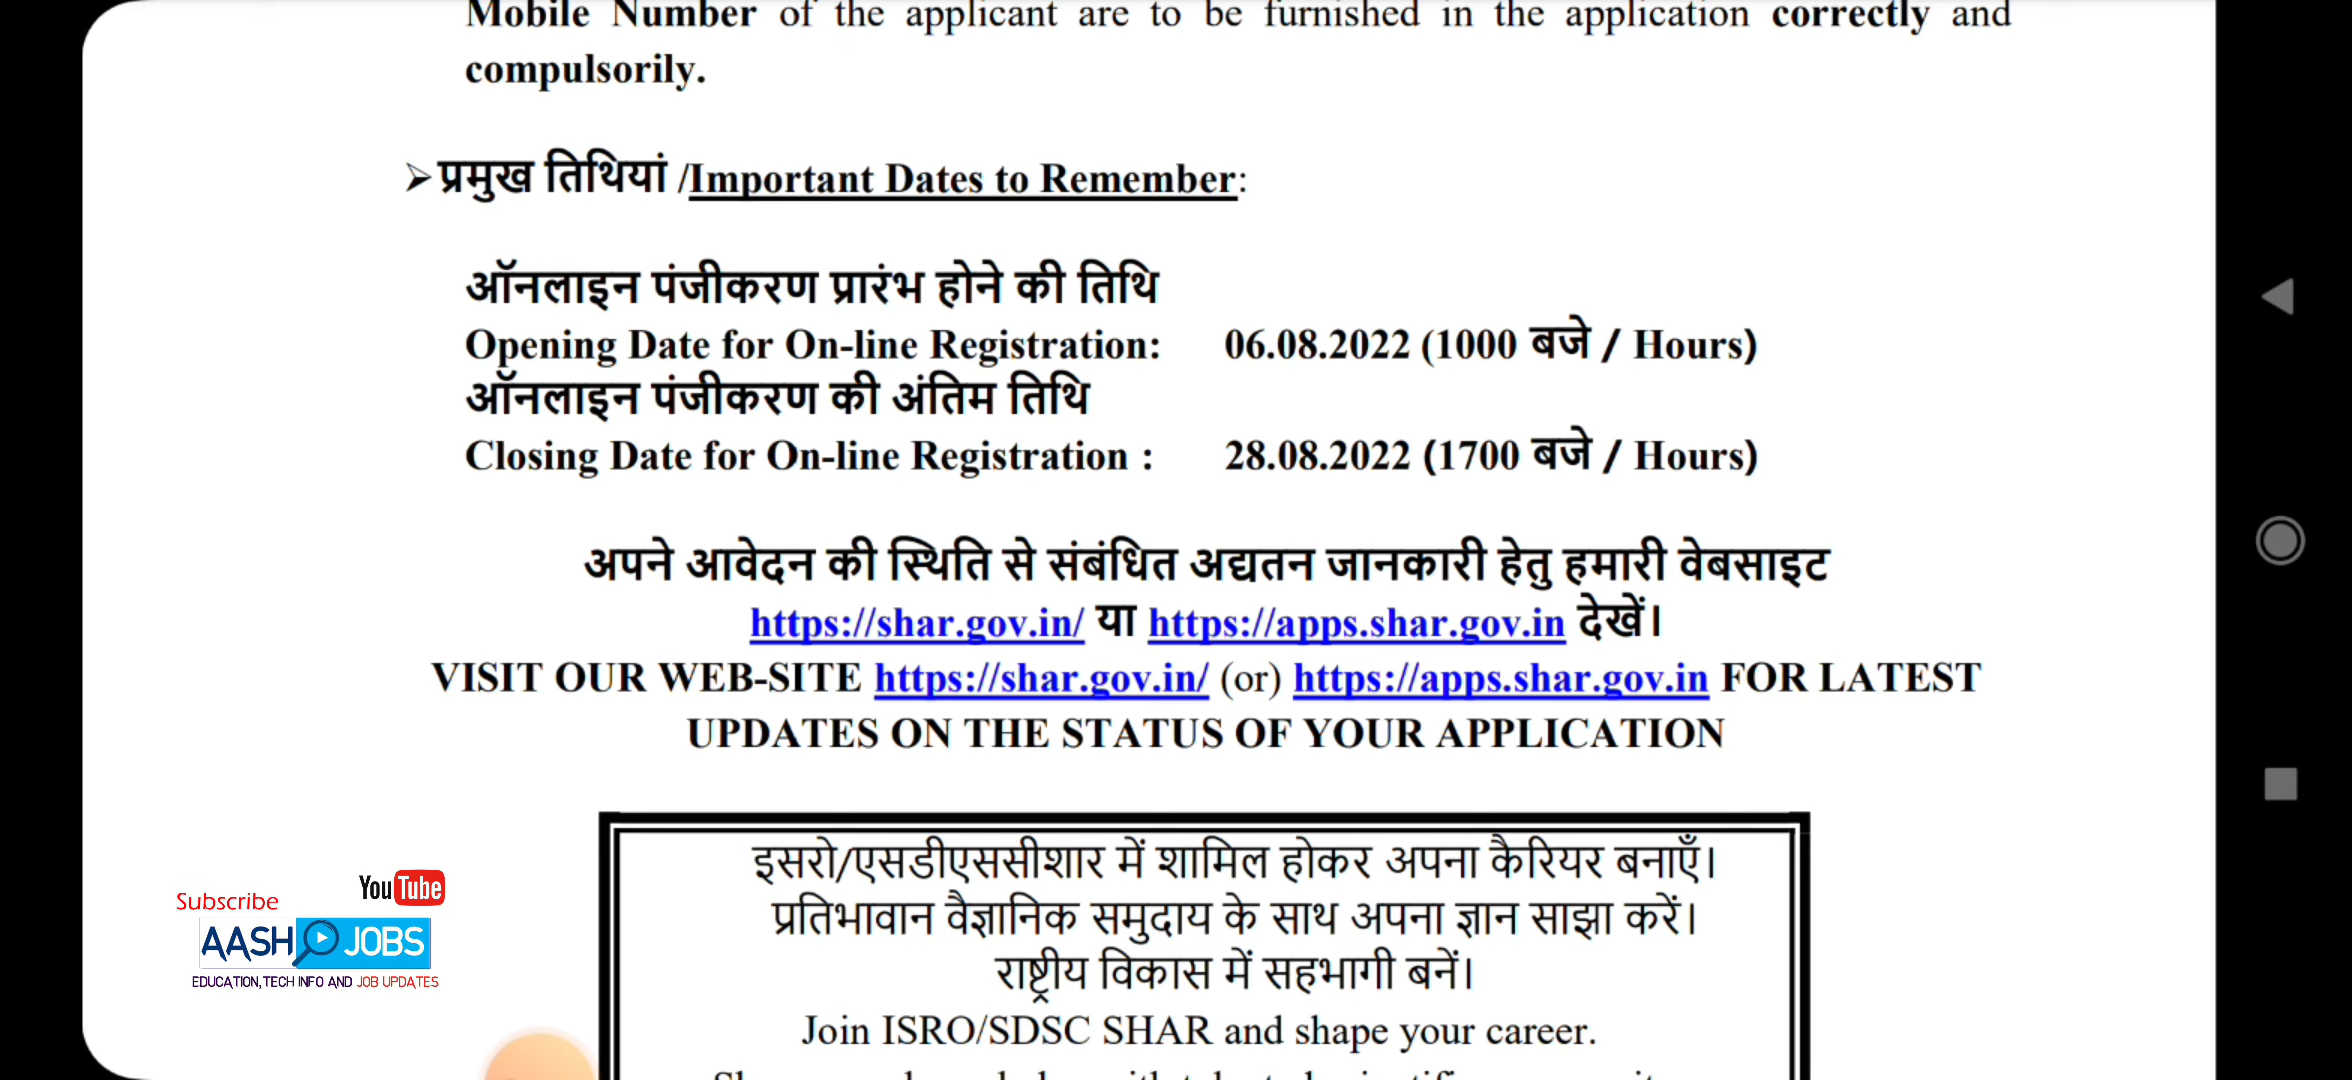 Mobile Number of the applicant are to be furnished in the application correctly and
compulsorily.
➢प्रमुख तिथियां /Important Dates to Remember:
ऑनलाइन पंजीकरण प्रारंभ होने की तिथि
Opening Date for On-line Registration: 06.08.2022 (1000 बजे / Hours)
ऑनलाइन पंजीकरण की अंतिम तिथि
Closing Date for On-line Registration : 28.08.2022 (1700 बजे / Hours)
अपने आवेदन की स्थिति से संबंधित अद्यतन जानकारी हेतु हमारी वेबसाइट
https://shar.gov.in/ या https://apps.shar.gov.in देखें।
VISIT OUR WEB-SITE https://shar.gov.in/ (or) https://apps.shar.gov.in FOR LATEST
UPDATES ON THE STATUS OF YOUR APPLICATION
इसरो/एसडीएससीशार में शामिल होकर अपना कैरियर बनाएँ।
प्रतिभावान वैज्ञानिक समुदाय के साथ अपना ज्ञान साझा करें।
राष्ट्रीय विकास में सहभागी बनें।
Join ISRO/SDSC SHAR and shape your career.
Subscribe YouTube
AASH JOBS
EDUCATION,TECH INFO AND JOB UPDATES